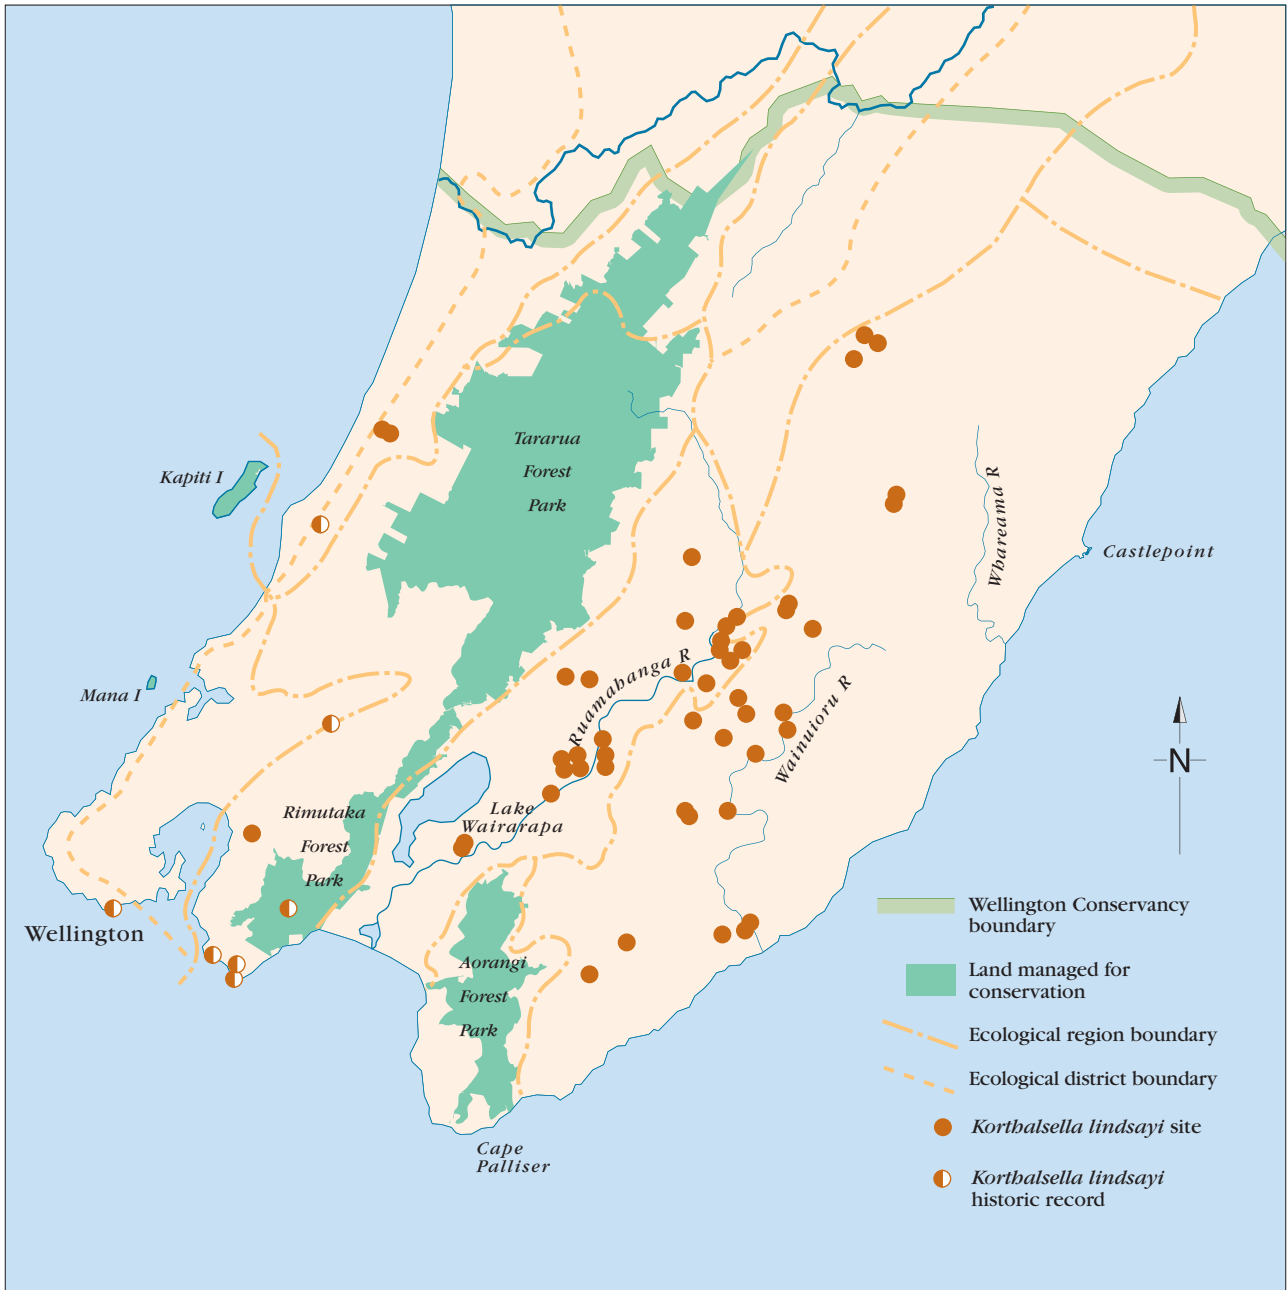 Tararua
Forest
Park
Kapiti I
Whareama R
Castlepoint
Ruamahanga R
Mana I
Wainuioru R
N
Lake
Wairarapa
Rimutaka
Forest
Park
Wellington
Aorangi
Forest
Park
Cape
Palliser
Wellington Conservancy
boundary
Land managed for
conservation
Ecological region boundary
Ecological district boundary
Korthalsella lindsayi site
Korthalsella lindsayi
historic record